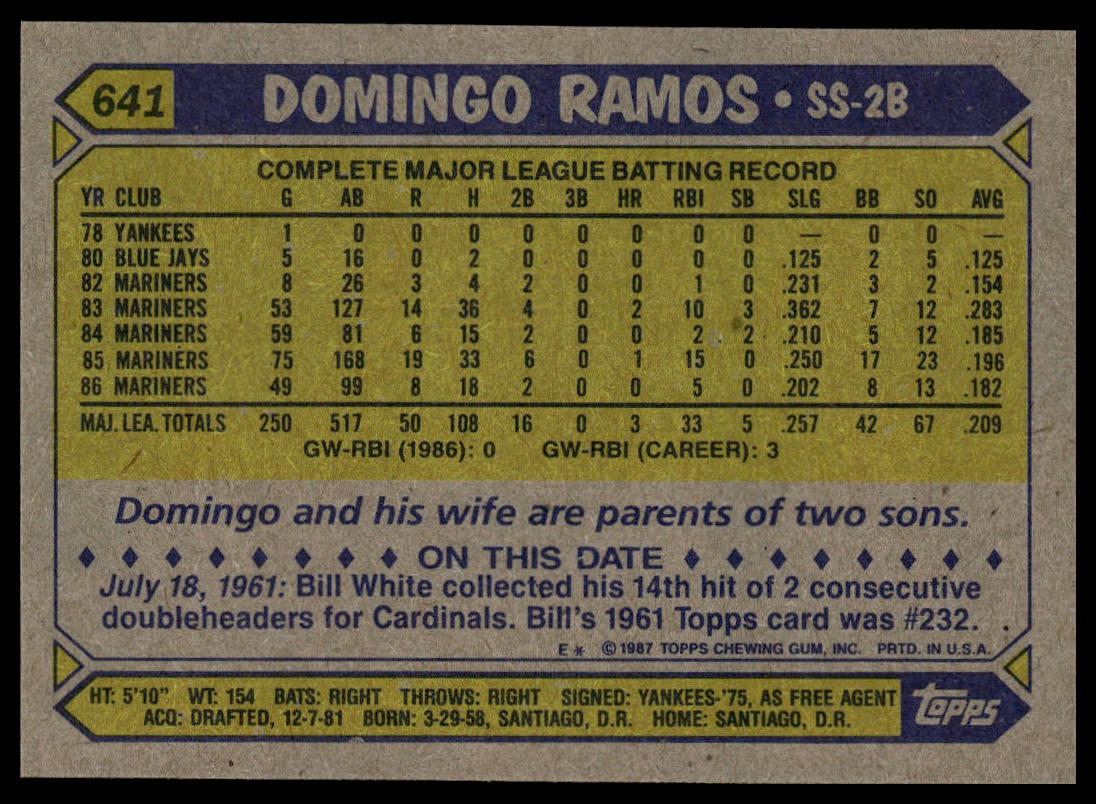 641 DOMINGO RAMOS • SS-2B
COMPLETE MAJOR LEAGUE BATTING RECORD
YR CLUB G AB R H 2B 3B HR RBI SB SLG BB SO AVG
78 YANKEES 1 0 0 0 0 0 0 0 0 — 0 0 —
80 BLUE JAYS 5 16 0 2 0 0 0 0 0 .125 2 5 .125
82 MARINERS 8 26 3 4 2 0 0 1 0 .231 3 2 .154
83 MARINERS 53 127 14 36 4 0 2 10 3 .362 7 12 .283
84 MARINERS 59 81 6 15 2 0 0 2 2 .210 5 12 .185
85 MARINERS 75 168 19 33 6 0 1 15 0 .250 17 23 .196
86 MARINERS 49 99 8 18 2 0 0 5 0 .202 8 13 .182
MAJ. LEA. TOTALS 250 517 50 108 16 0 3 33 5 .257 42 67 .209
GW-RBI (1986): 0 GW-RBI (CAREER): 3
Domingo and his wife are parents of two sons.
♦ ♦ ♦ ♦ ♦ ♦ ♦ ♦ ON THIS DATE ♦ ♦ ♦ ♦ ♦ ♦ ♦ ♦
July 18, 1961: Bill White collected his 14th hit of 2 consecutive
doubleheaders for Cardinals. Bill's 1961 Topps card was #232.
E* ©1987 TOPPS CHEWING GUM, INC. PRTD. IN U.S.A.
HT: 5'10" WT: 154 BATS: RIGHT THROWS: RIGHT SIGNED: YANKEES-'75, AS FREE AGENT
ACQ: DRAFTED, 12-7-81 BORN: 3-29-58, SANTIAGO, D.R. HOME: SANTIAGO, D.R.
topps